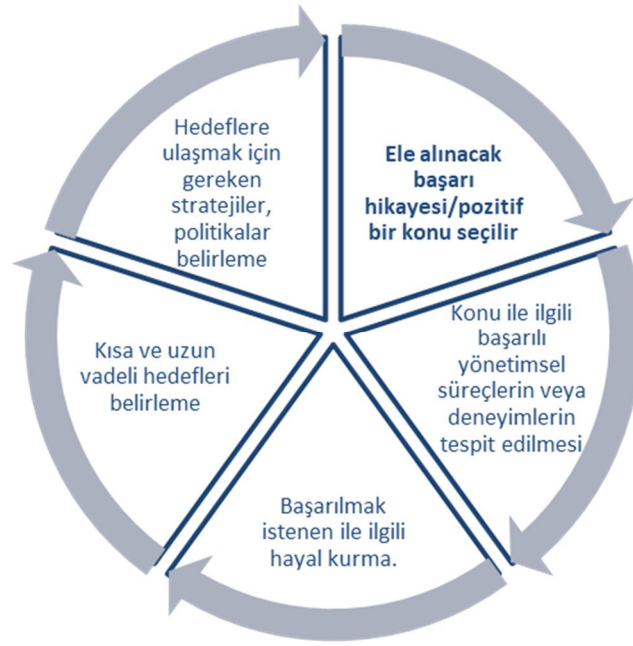 Ele alınacak
başarı
hikayesi/pozitif
bir konu seçilir
Konu ile ilgili
başarılı
yönetimsel
süreçlerin veya
deneyimlerin
tespit edilmesi
Başarılmak
istenen ile ilgili
hayal kurma.
Kısa ve uzun
vadeli hedefleri
belirleme
Hedeflere
ulaşmak için
gereken
stratejiler,
politikalar
belirleme